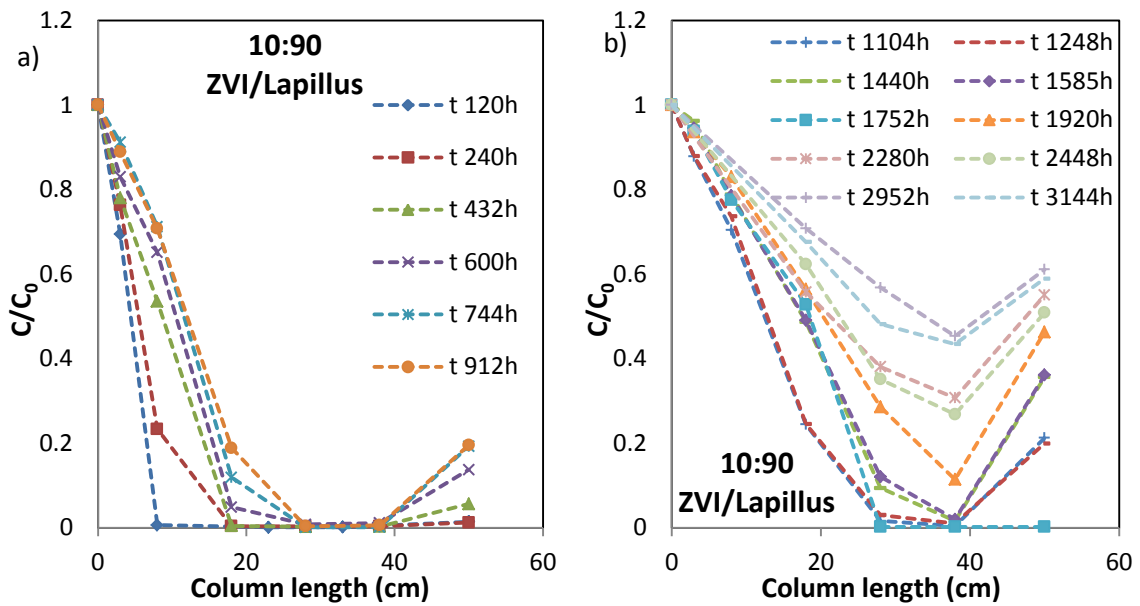 a)
10:90
ZVI/Lapillus
1.2
1
0.8
0.6
0.4
0.2
0
C/C0
t 120h
t 240h
t 432h
t 600h
t 744h
t 912h
0 20 40 60
Column length (cm)
b)
t 1104h t 1248h
t 1440h t 1585h
t 1752h t 1920h
t 2280h t 2448h
t 2952h t 3144h
1.2
1
0.8
0.6
0.4
0.2
0
C/C0
10:90
ZVI/Lapillus
0 20 40 60
Column length (cm)